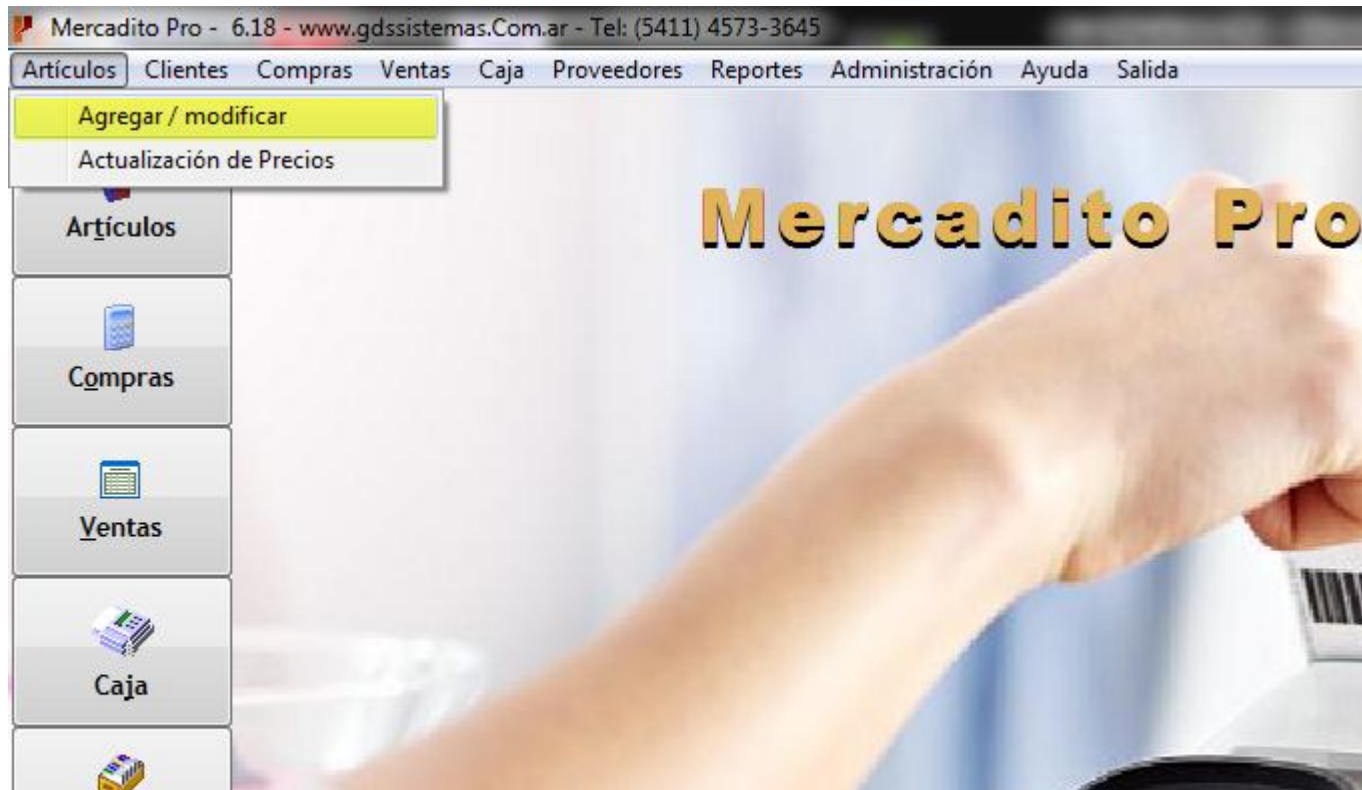 Mercadito Pro - 6.18 - www.gdssistemas.Com.ar - Tel: (5411) 4573-3645
Artículos Clientes Compras Ventas Caja Proveedores Reportes Administración Ayuda Salida
Agregar / modificar
Actualización de Precios
Mercadito Pro
Artículos
Compras
Ventas
Caja